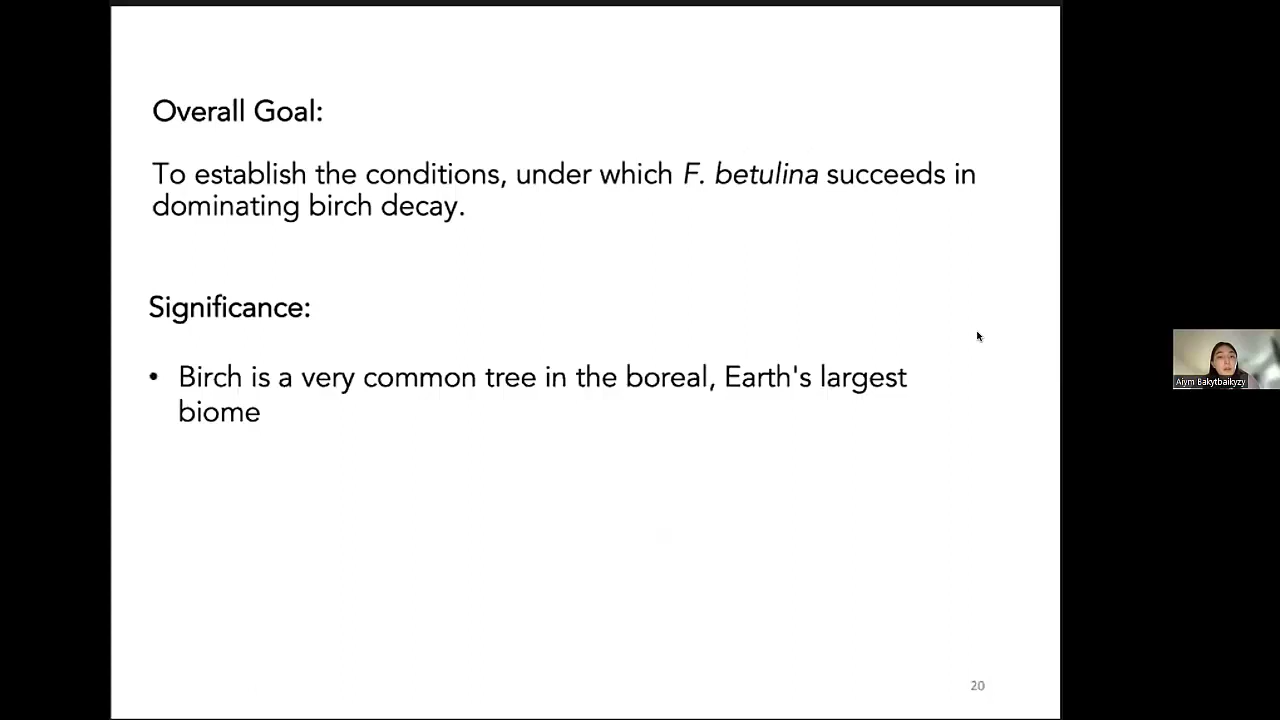 Overall Goal:
To establish the conditions, under which F. betulina succeeds in
dominating birch decay.
Significance:
• Birch is a very common tree in the boreal, Earth's largest
biome
Aiym Bakytbaikyzy
20